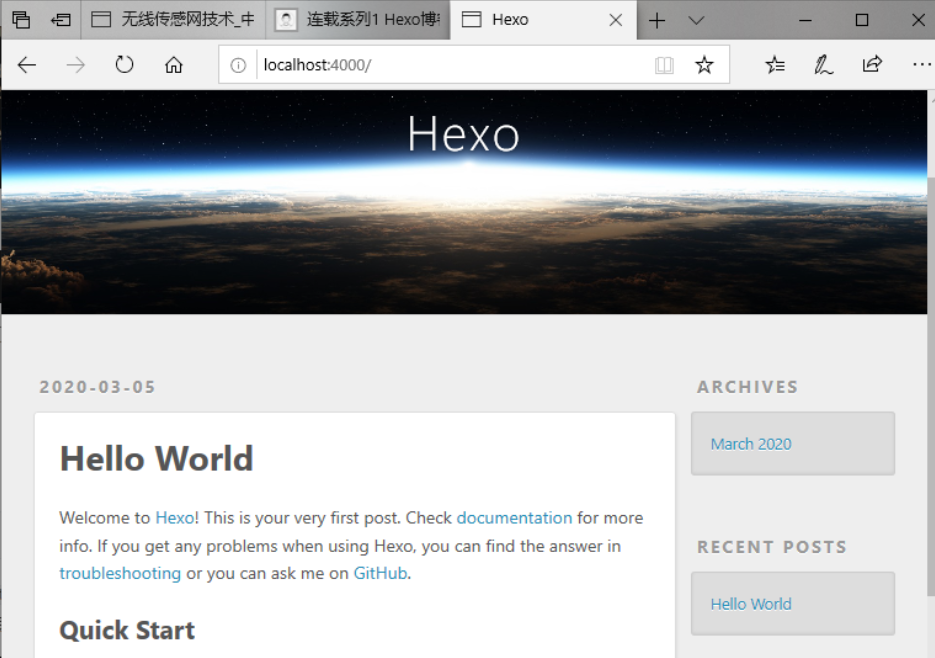 无线传感网技术_中
连载系列1 Hexo博
Hexo
localhost:4000/
Hexo
2020-03-05
Hello World
Welcome to Hexo! This is your very first post. Check documentation for more
info. If you get any problems when using Hexo, you can find the answer in
troubleshooting or you can ask me on GitHub.
Quick Start
ARCHIVES
March 2020
RECENT POSTS
Hello World